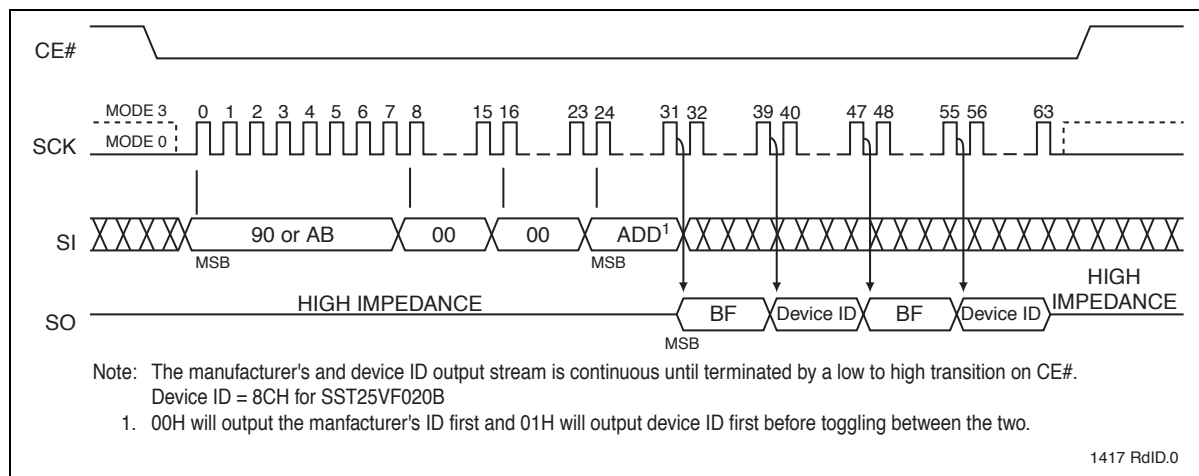 CE#
MODE 3
0 1 2 3 4 5 6 7 8 15 16 23 24 31 32 39 40 47 48 55 56 63
SCK
MODE 0
SI
90 or AB 00 00 ADD1
MSB MSB
HIGH IMPEDANCE
HIGH IMPEDANCE
SO
BF Device ID BF Device ID
MSB
Note: The manufacturer's and device ID output stream is continuous until terminated by a low to high transition on CE#.
Device ID = 8CH for SST25VF020B
1. 00H will output the manfacturer's ID first and 01H will output device ID first before toggling between the two.
1417 RdID.0